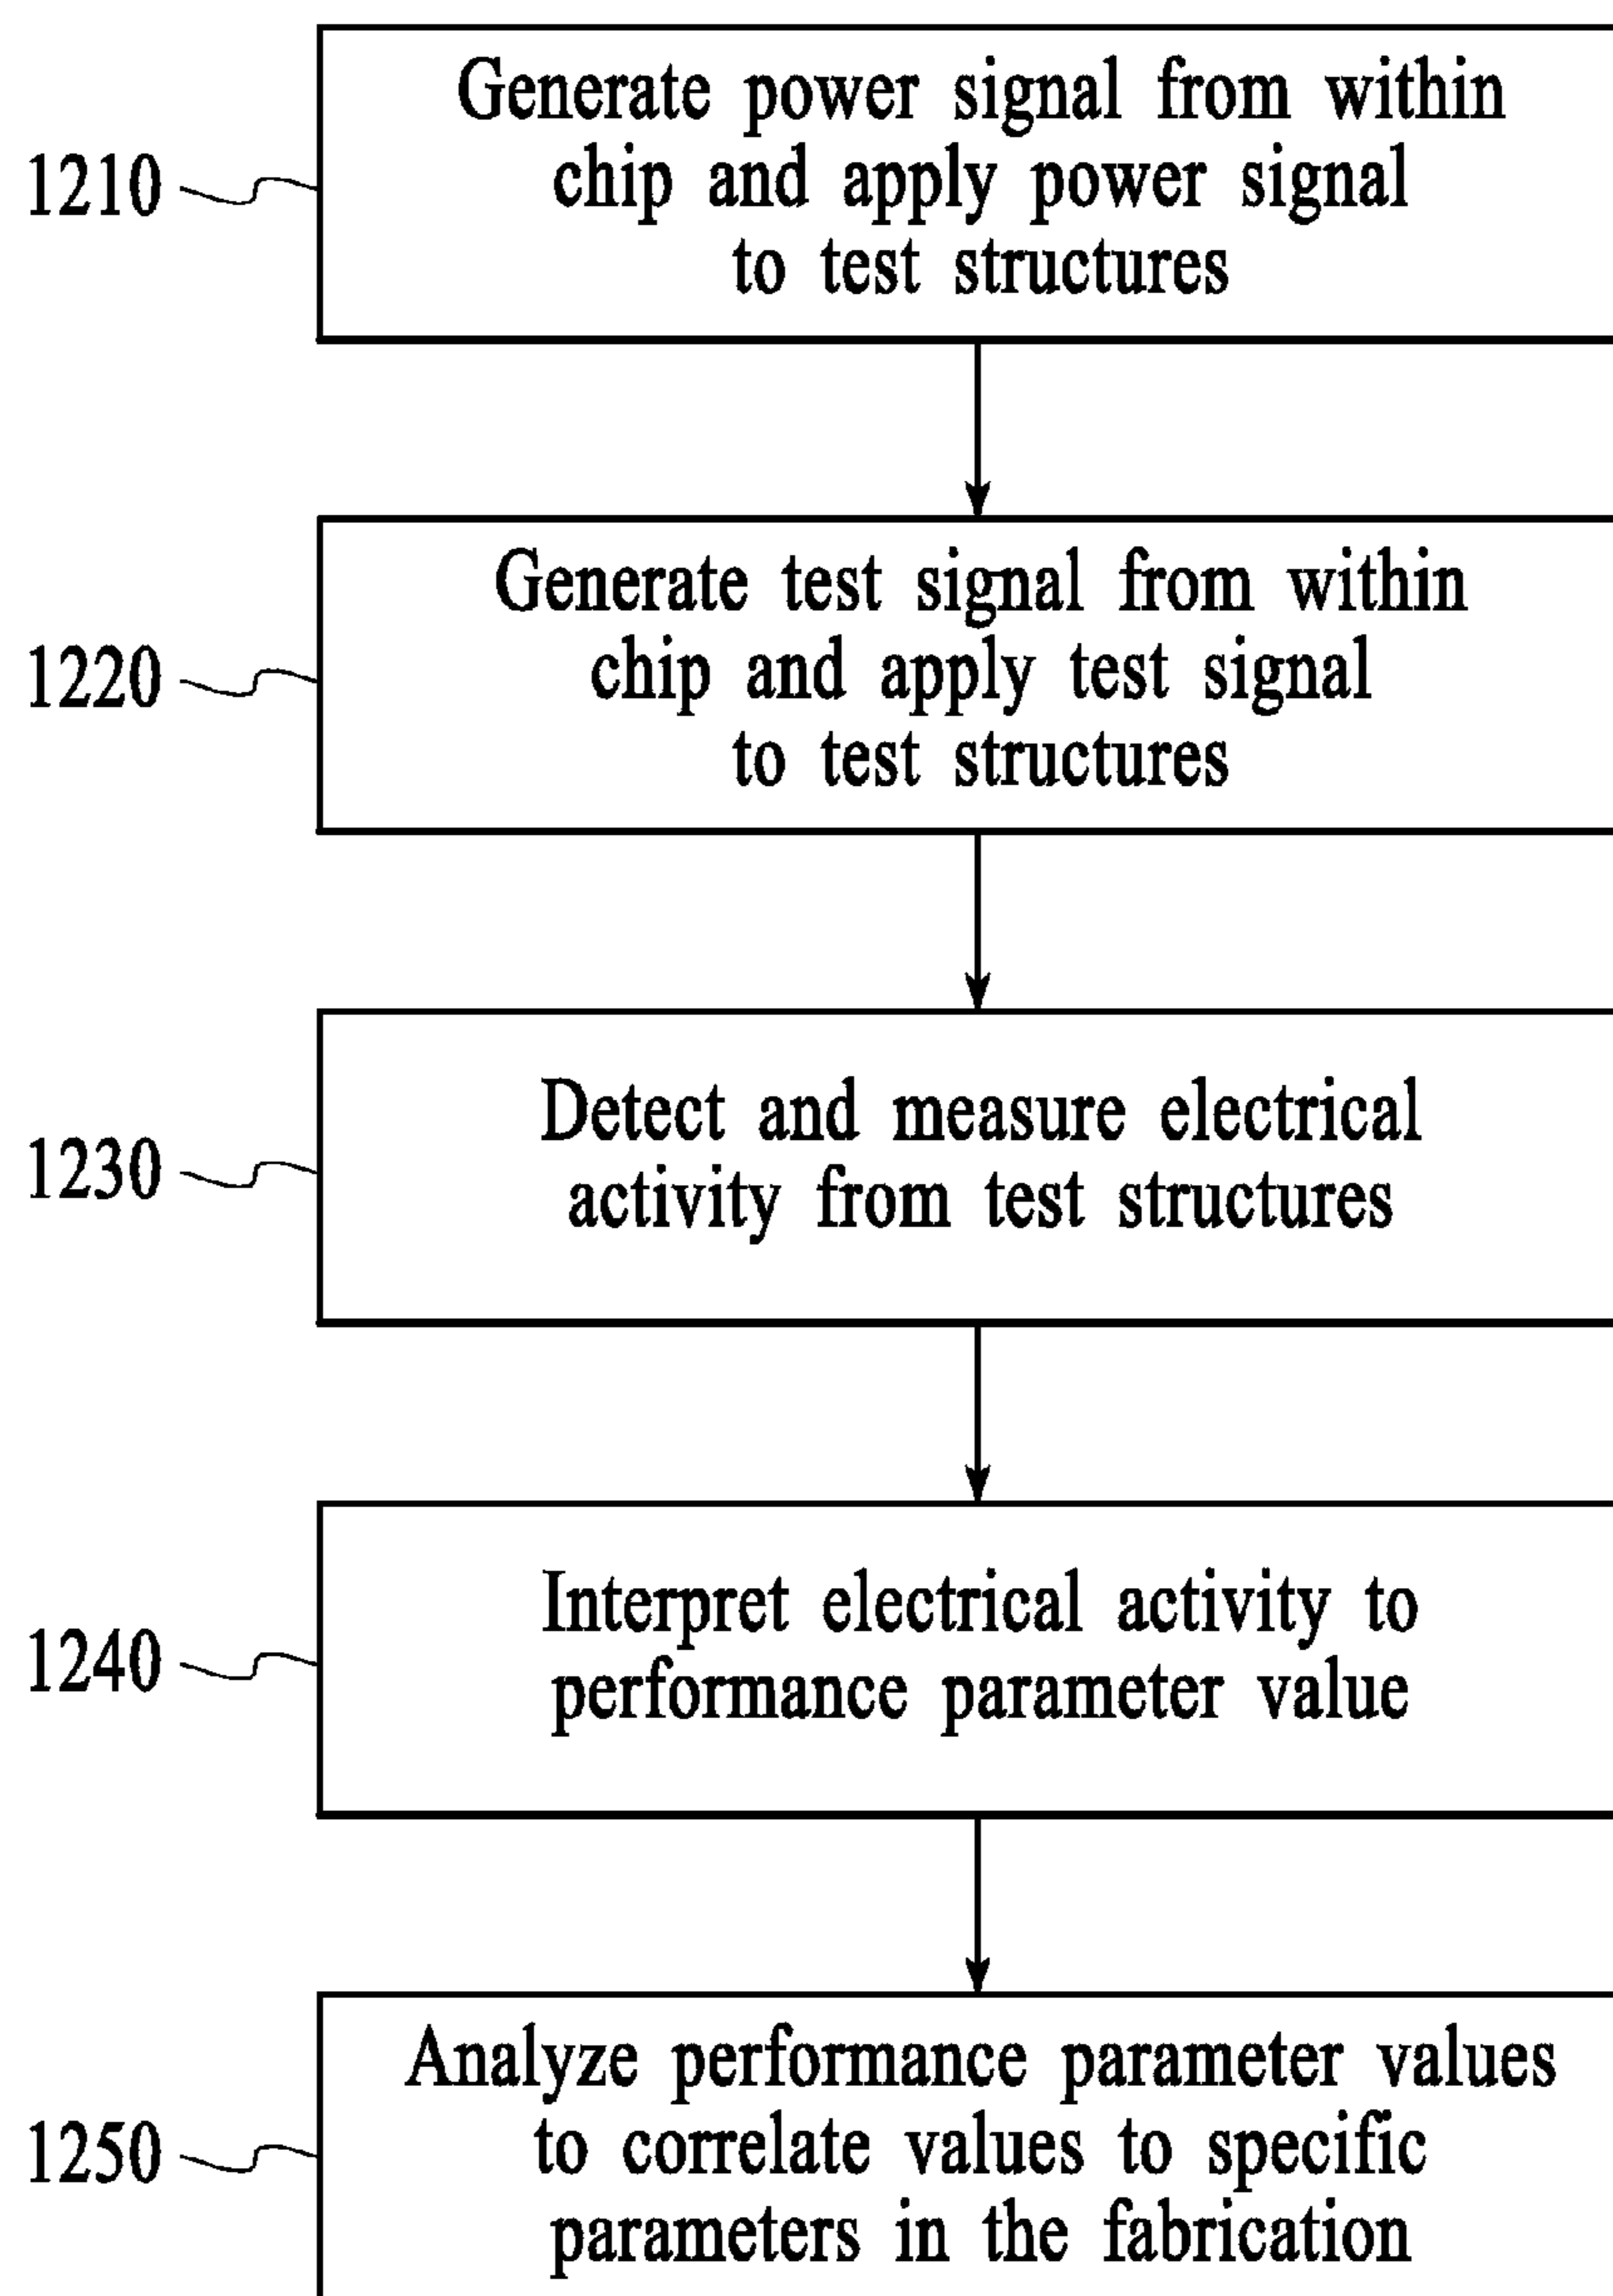 1210
Generate power signal from within
chip and apply power signal
to test structures
1220
Generate test signal from within
chip and apply test signal
to test structures
1230
Detect and measure electrical
activity from test structures
1240
Interpret electrical activity to
performance parameter value
1250
Analyze performance parameter values
to correlate values to specific
parameters in the fabrication